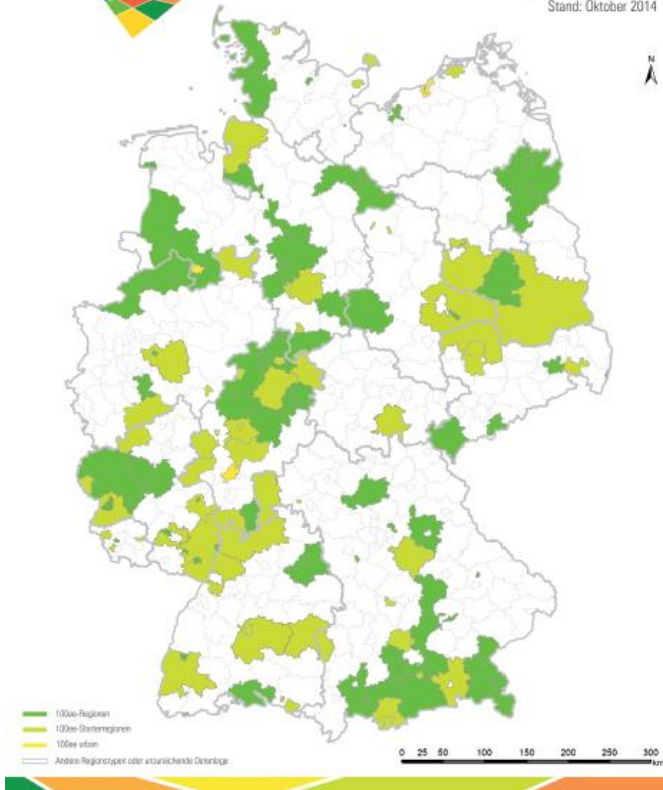 Stand: Oktober 2014
N
100ee-Regionen
100ee-Starterregionen
100ee urban
Andere Regionstypen oder unzureichende Datenlage
0 25 50 100 150 200 250 300
km